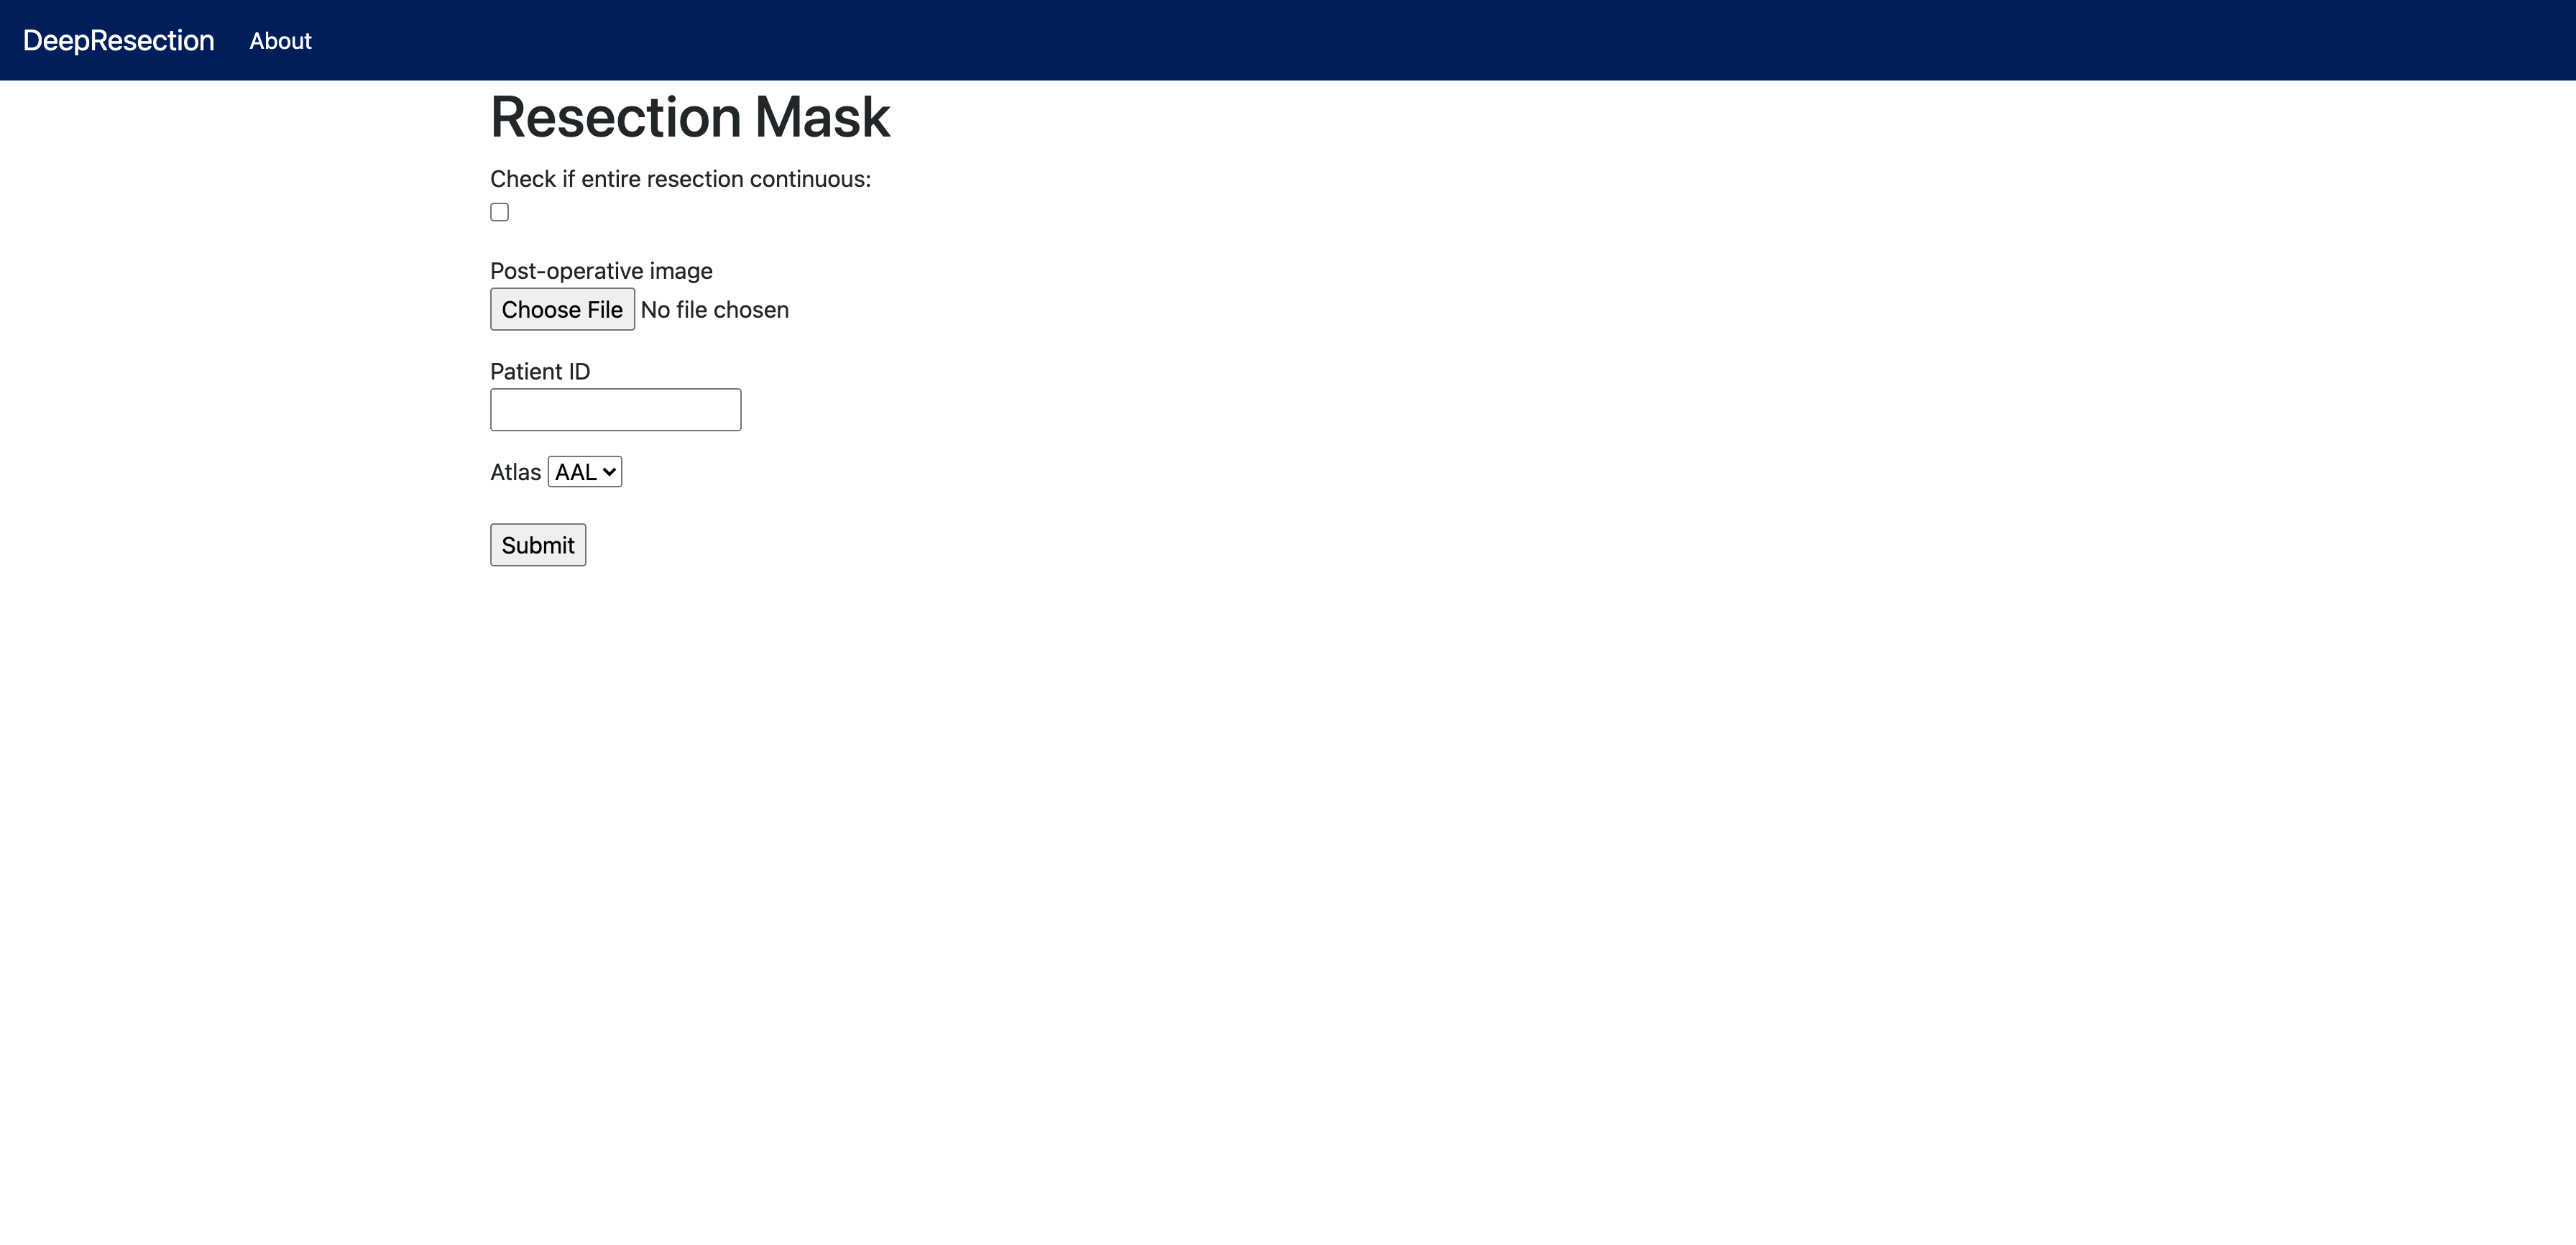 DeepResection About
Resection Mask
Check if entire resection continuous:
Post-operative image
Choose File No file chosen
Patient ID
Atlas AAL
Submit